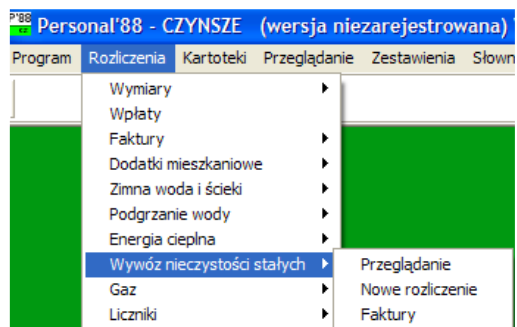 P'88 cz Personal'88 - CZYNSZE (wersja niezarejestrowana)
Program Rozliczenia Kartoteki Przeglądanie Zestawienia Słown
Wymiary
Wpłaty
Faktury
Dodatki mieszkaniowe
Zimna woda i ścieki
Podgrzanie wody
Energia cieplna
Wywóz nieczystości stałych
Przeglądanie
Gaz
Nowe rozliczenie
Liczniki
Faktury